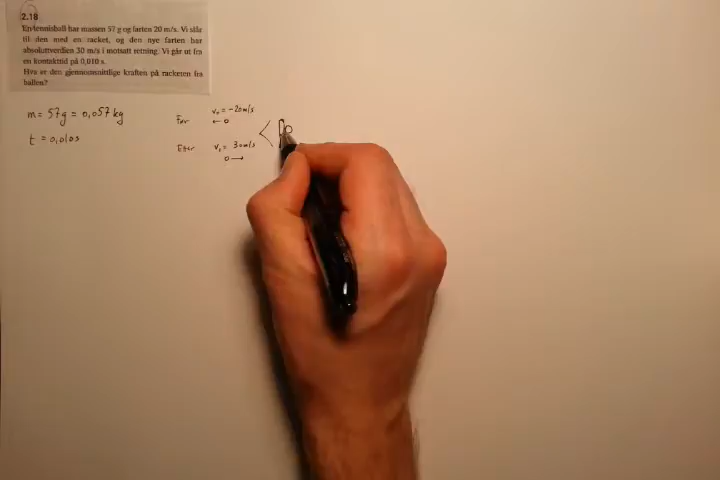 2.18
En tennisball har massen 57 g og farten 20 m/s. Vi slår
til den med en racket, og den nye farten har
absoluttverdien 30 m/s i motsatt retning. Vi går ut fra
en kontakttid på 0,010 s.
Hva er den gjennomsnittlige kraften på racketen fra
ballen?
m = 57g = 0,057 kg
t = 0,010s
Før v₀ = -20m/s
Etter v₁ = 30m/s